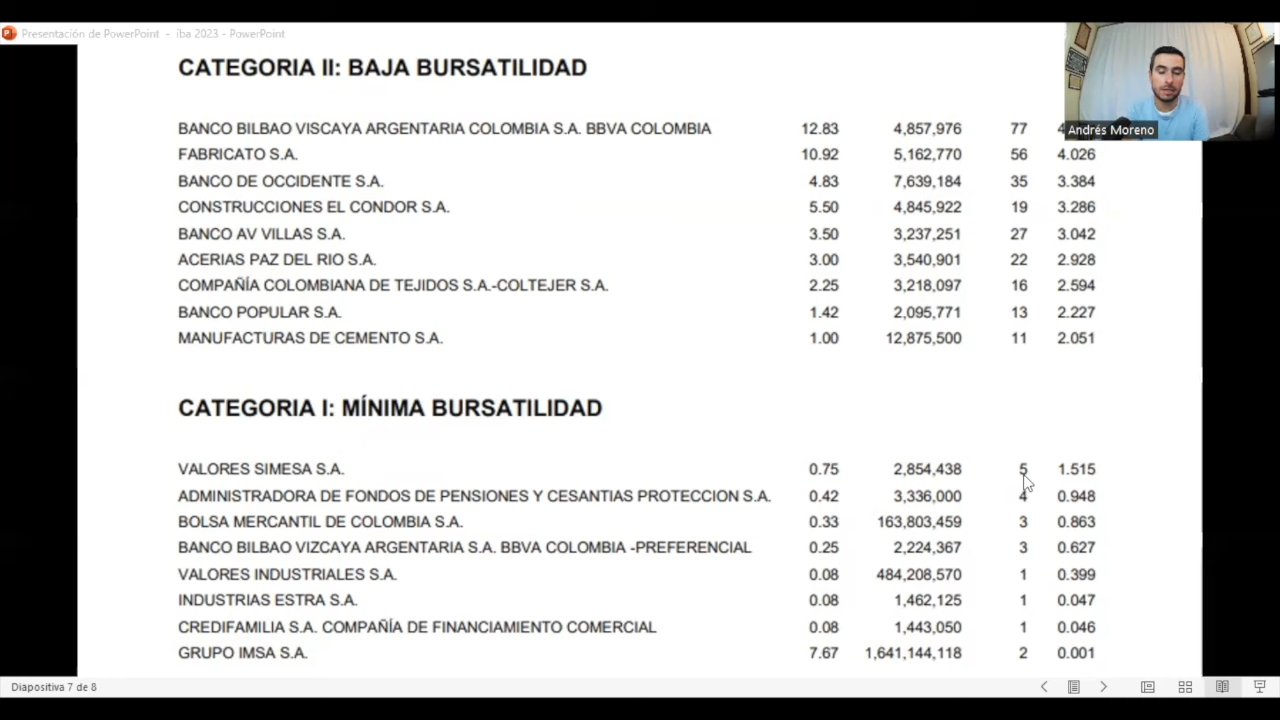 Presentación de PowerPoint - iba 2023 - PowerPoint
CATEGORIA II: BAJA BURSATILIDAD
BANCO BILBAO VISCAYA ARGENTARIA COLOMBIA S.A. BBVA COLOMBIA 12.83 4,857,976 77
Andrés Moreno
FABRICATO S.A. 10.92 5,162,770 56 4.026
BANCO DE OCCIDENTE S.A. 4.83 7,639,184 35 3.384
CONSTRUCCIONES EL CONDOR S.A. 5.50 4,845,922 19 3.286
BANCO AV VILLAS S.A. 3.50 3,237,251 27 3.042
ACERIAS PAZ DEL RIO S.A. 3.00 3,540,901 22 2.928
COMPAÑÍA COLOMBIANA DE TEJIDOS S.A.-COLTEJER S.A. 2.25 3,218,097 16 2.594
BANCO POPULAR S.A. 1.42 2,095,771 13 2.227
MANUFACTURAS DE CEMENTO S.A. 1.00 12,875,500 11 2.051
CATEGORIA I: MÍNIMA BURSATILIDAD
VALORES SIMESA S.A. 0.75 2,854,438 5 1.515
ADMINISTRADORA DE FONDOS DE PENSIONES Y CESANTIAS PROTECCION S.A. 0.42 3,336,000 4 0.948
BOLSA MERCANTIL DE COLOMBIA S.A. 0.33 163,803,459 3 0.863
BANCO BILBAO VIZCAYA ARGENTARIA S.A. BBVA COLOMBIA -PREFERENCIAL 0.25 2,224,367 3 0.627
VALORES INDUSTRIALES S.A. 0.08 484,208,570 1 0.399
INDUSTRIAS ESTRA S.A. 0.08 1,462,125 1 0.047
CREDIFAMILIA S.A. COMPAÑÍA DE FINANCIAMIENTO COMERCIAL 0.08 1,443,050 1 0.046
GRUPO IMSA S.A. 7.67 1,641,144,118 2 0.001
Diapositiva 7 de 8